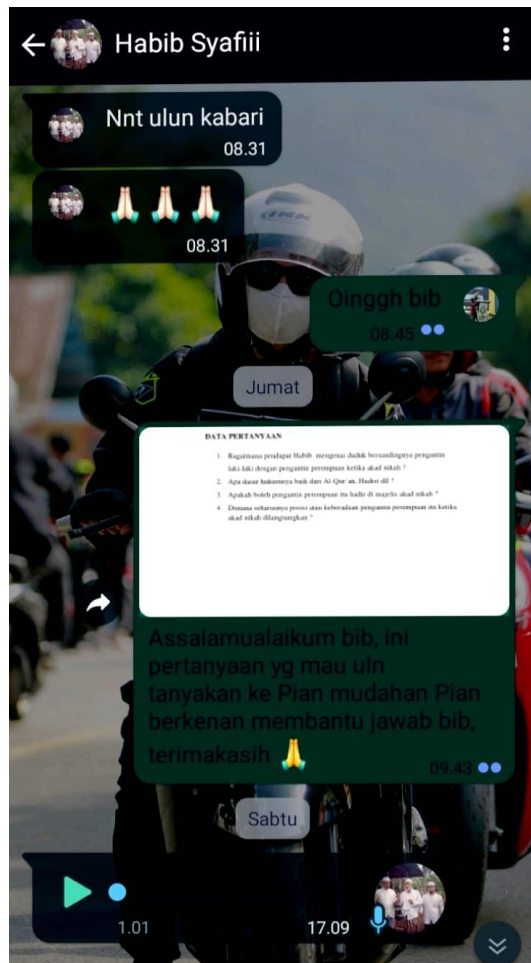 Habib Syafiii
Nnt ulun kabari
08.31
08.31
Oinggh bib
08.45
Jumat
DATA PERTANYAAN
1. Bagaimana pendapat Habib, mengenai duduk bersandingnya pengantin
laki-laki dengan pengantin perempuan ketika akad nikah ?
2. Apa dasar hukumnya baik dari Al-Qur'an, Hadist dll ?
3. Apakah boleh pengantin perempuan itu hadir di majelis akad nikah ?
4. Dimana seharusnya posisi atau keberadaan pengantin perempuan itu ketika
akad nikah dilangsungkan ?
Assalamualaikum bib, ini
pertanyaan yg mau uln
tanyakan ke Pian mudahan Pian
berkenan membantu jawab bib,
terimakasih 🙏
09.43
Sabtu
1.01 17.09